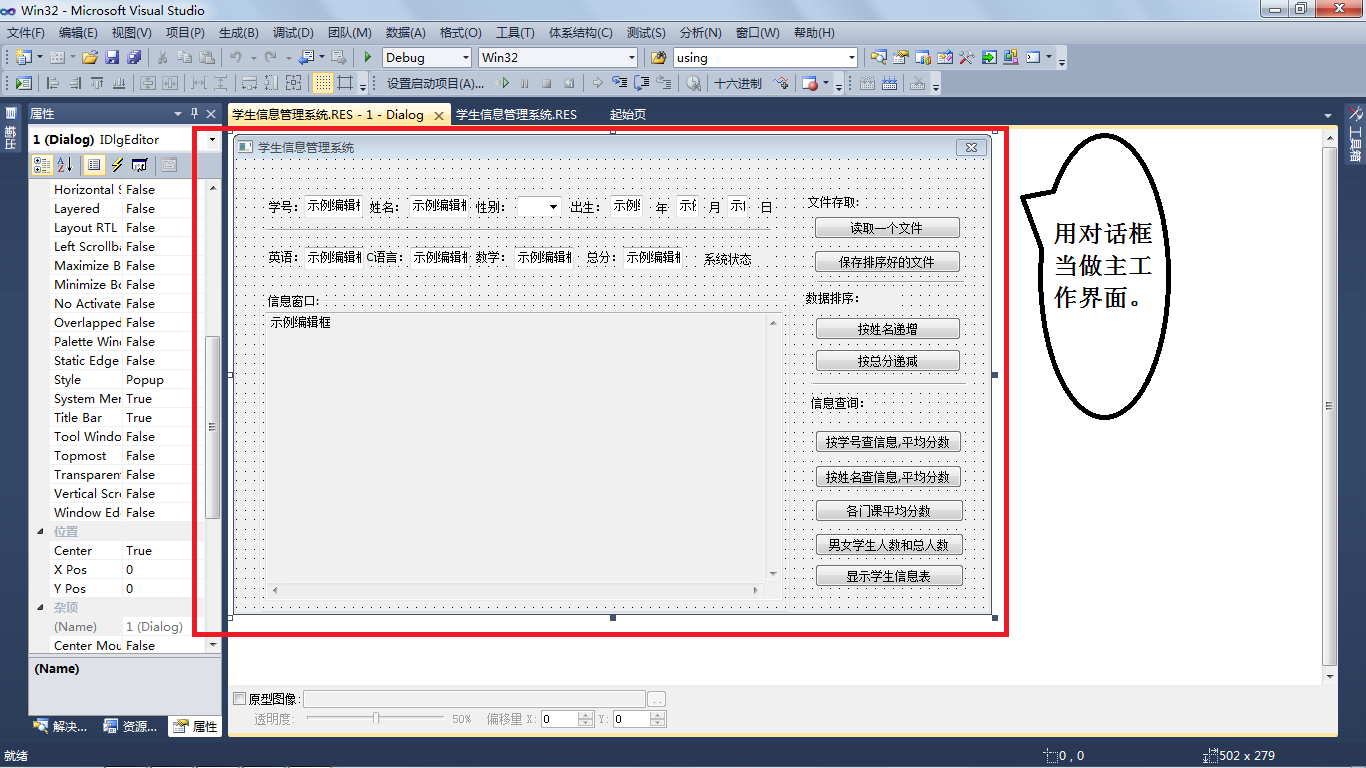 Win32 - Microsoft Visual Studio
文件(F) 编辑(E) 视图(V) 项目(P) 生成(B) 调试(D) 团队(M) 数据(A) 格式(O) 工具(T) 体系结构(C) 测试(S) 分析(N) 窗口(W) 帮助(H)
Debug Win32 using
设置启动项目(A)... 十六进制
属性
学生信息管理系统.RES - 1 - Dialog 学生信息管理系统.RES 起始页
输出
工具箱
1 (Dialog) IDlgEditor
Horizontal S False
Layered False
Layout RTL False
Left Scrollba False
Maximize B False
Minimize Bo False
No Activate False
Overlapped False
Palette Wind False
Static Edge False
Style Popup
System Men True
Title Bar True
Tool Windo False
Topmost False
Transparen False
Vertical Scr False
Window Ed False
位置
Center True
X Pos 0
Y Pos 0
杂项
(Name) 1 (Dialog)
Center Mou False
(Name)
解决... 资源... 属性
学生信息管理系统
学号: 示例编辑 姓名: 示例编辑 性别: 出生: 示例 年 月 日
英语: 示例编辑 C语言: 示例编辑 数学: 示例编辑 总分: 示例编辑 系统状态
信息窗口:
示例编辑框
文件存取:
读取一个文件
保存排序好的文件
数据排序:
按姓名递增
按总分递减
信息查询:
按学号查信息,平均分数
按姓名查信息,平均分数
各门课平均分数
男女学生人数和总人数
显示学生信息表
用对话框
当做主工
作界面。
原型图像: ...
透明度: 50% 偏移量 X: 0 Y: 0
就绪 0 , 0 502 x 279